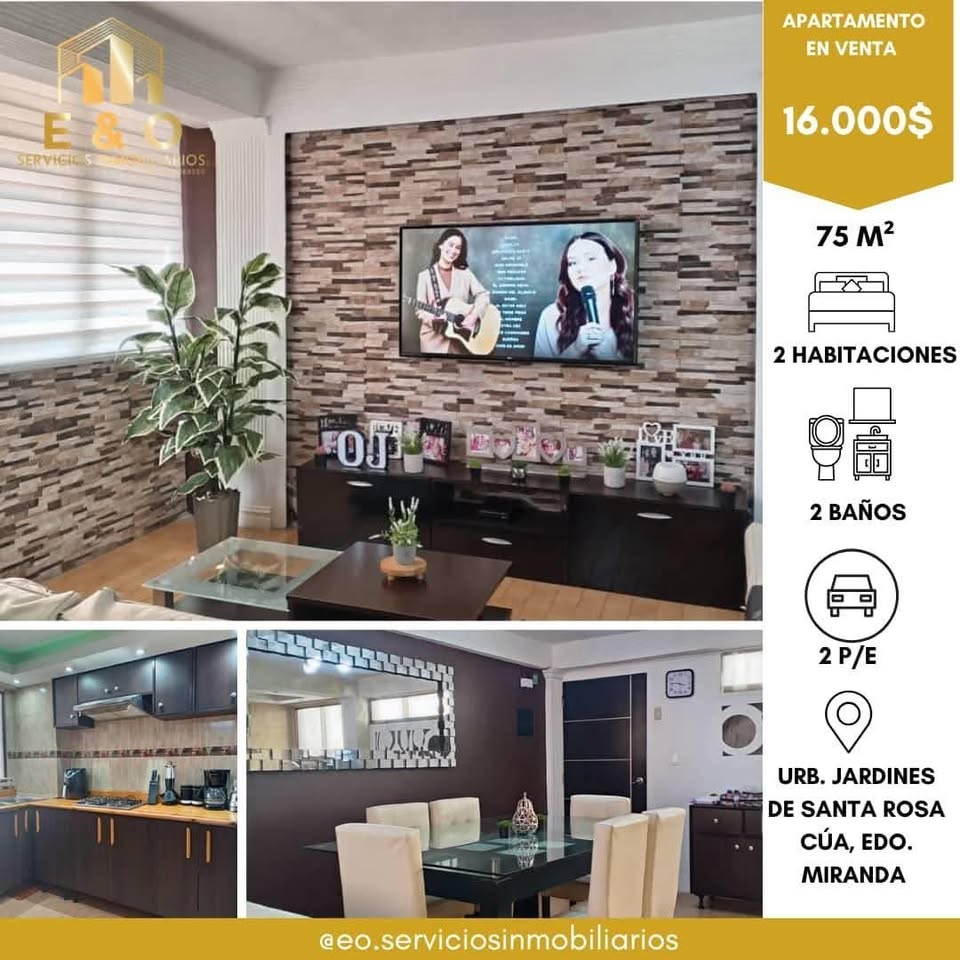 E & O
SERVICIOS INMOBILIARIOS
APARTAMENTO
EN VENTA
16.000$
75 M²
2 HABITACIONES
2 BAÑOS
2 P/E
URB. JARDINES
DE SANTA ROSA
CÚA, EDO.
MIRANDA
OJ
@eo.serviciosinmobiliarios